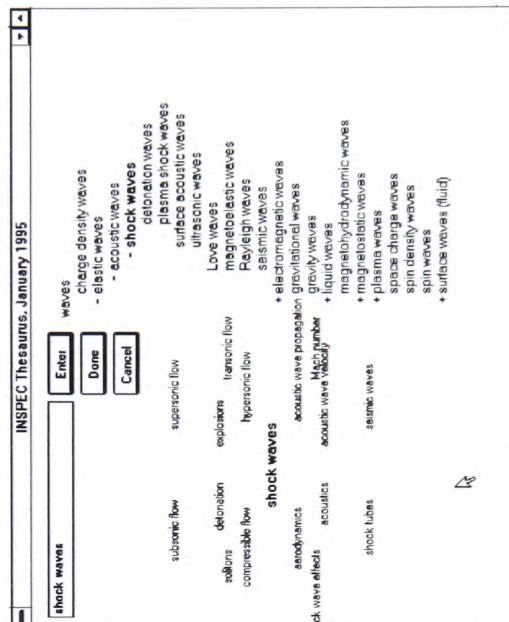 INSPEC Thesaurus, January 1995
shock waves
Enter
Done
Cancel
subsonic flow
supersonic flow
solitons
detonation
explosions
transonic flow
compressible flow
hypersonic flow
shock waves
aerodynamics
acoustic wave propagation
Mach number
ck wave effects
acoustics
acoustic wave velocity
shock tubes
seismic waves
waves
charge density waves
- elastic waves
- acoustic waves
- shock waves
detonation waves
plasma shock waves
surface acoustic waves
ultrasonic waves
Love waves
magnetoelastic waves
Rayleigh waves
seismic waves
+ electromagnetic waves
gravitational waves
gravity waves
+ liquid waves
magnetohydrodynamic waves
+ magnetostatic waves
+ plasma waves
space charge waves
spin density waves
spin waves
+ surface waves (fluid)